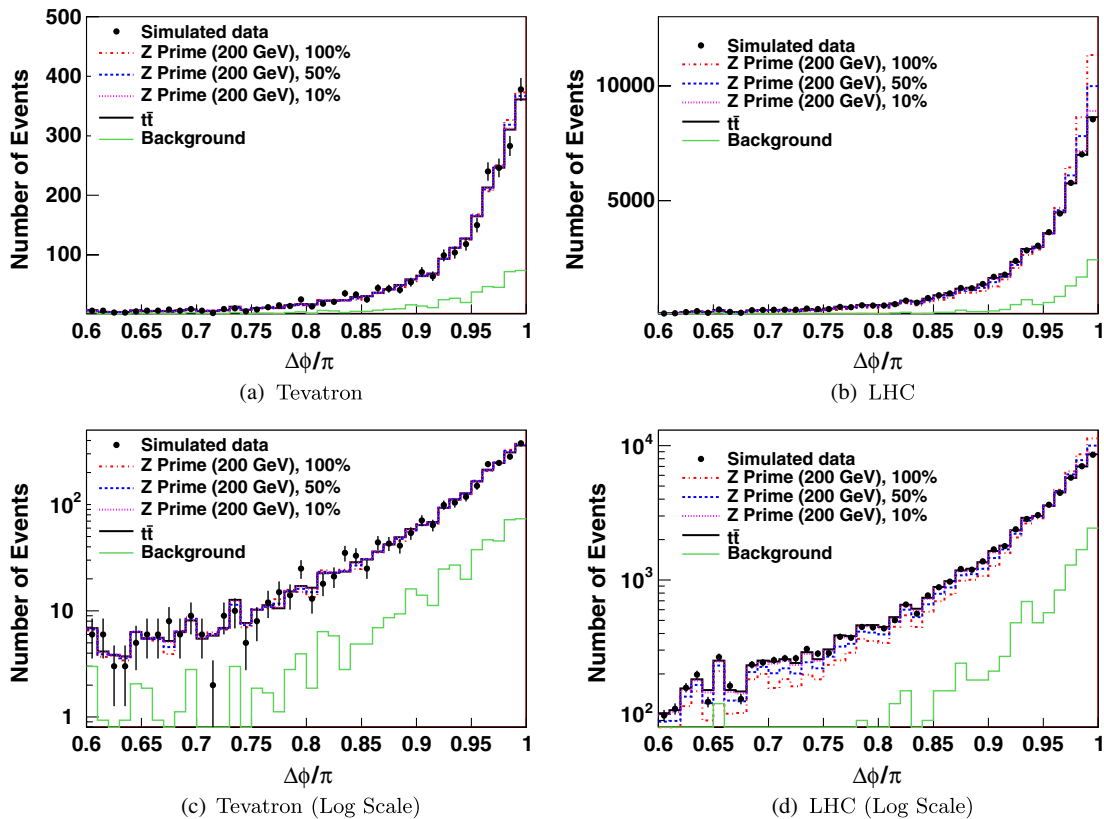 500
400
300
200
100
Number of Events
Simulated data
Z Prime (200 GeV), 100%
Z Prime (200 GeV), 50%
Z Prime (200 GeV), 10%
tt̄
Background
0.6 0.65 0.7 0.75 0.8 0.85 0.9 0.95 1
Δϕ/π
(a) Tevatron
10000
5000
Number of Events
Simulated data
Z Prime (200 GeV), 100%
Z Prime (200 GeV), 50%
Z Prime (200 GeV), 10%
tt̄
Background
0.6 0.65 0.7 0.75 0.8 0.85 0.9 0.95 1
Δϕ/π
(b) LHC
10²
10
1
Number of Events
Simulated data
Z Prime (200 GeV), 100%
Z Prime (200 GeV), 50%
Z Prime (200 GeV), 10%
tt̄
Background
0.6 0.65 0.7 0.75 0.8 0.85 0.9 0.95 1
Δϕ/π
(c) Tevatron (Log Scale)
10⁴
10³
10²
Number of Events
Simulated data
Z Prime (200 GeV), 100%
Z Prime (200 GeV), 50%
Z Prime (200 GeV), 10%
tt̄
Background
0.6 0.65 0.7 0.75 0.8 0.85 0.9 0.95 1
Δϕ/π
(d) LHC (Log Scale)